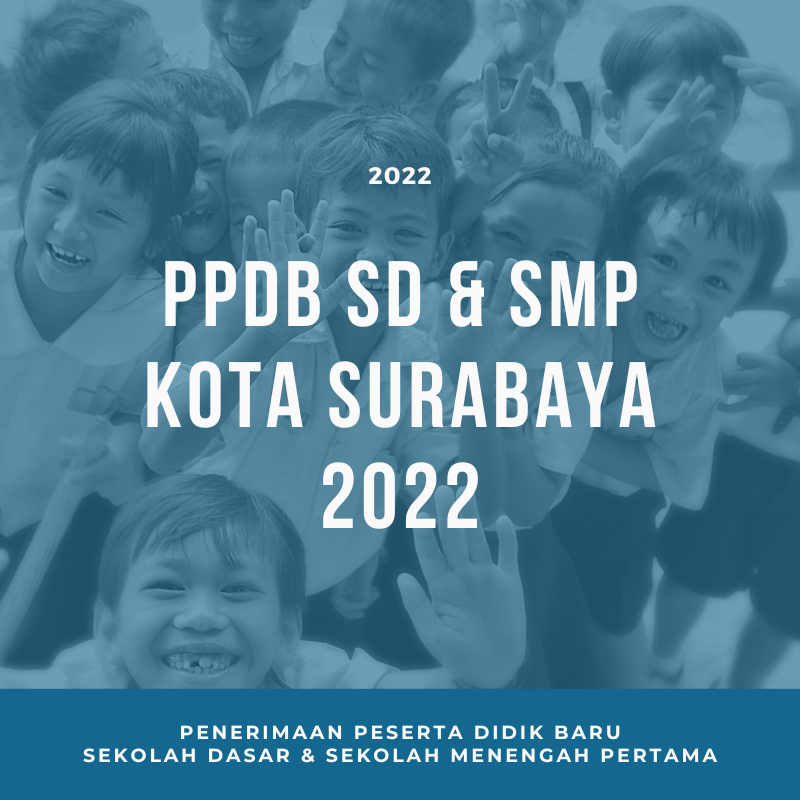 2022
PPDB SD & SMP
KOTA SURABAYA
2022
PENERIMAAN PESERTA DIDIK BARU
SEKOLAH DASAR & SEKOLAH MENENGAH PERTAMA